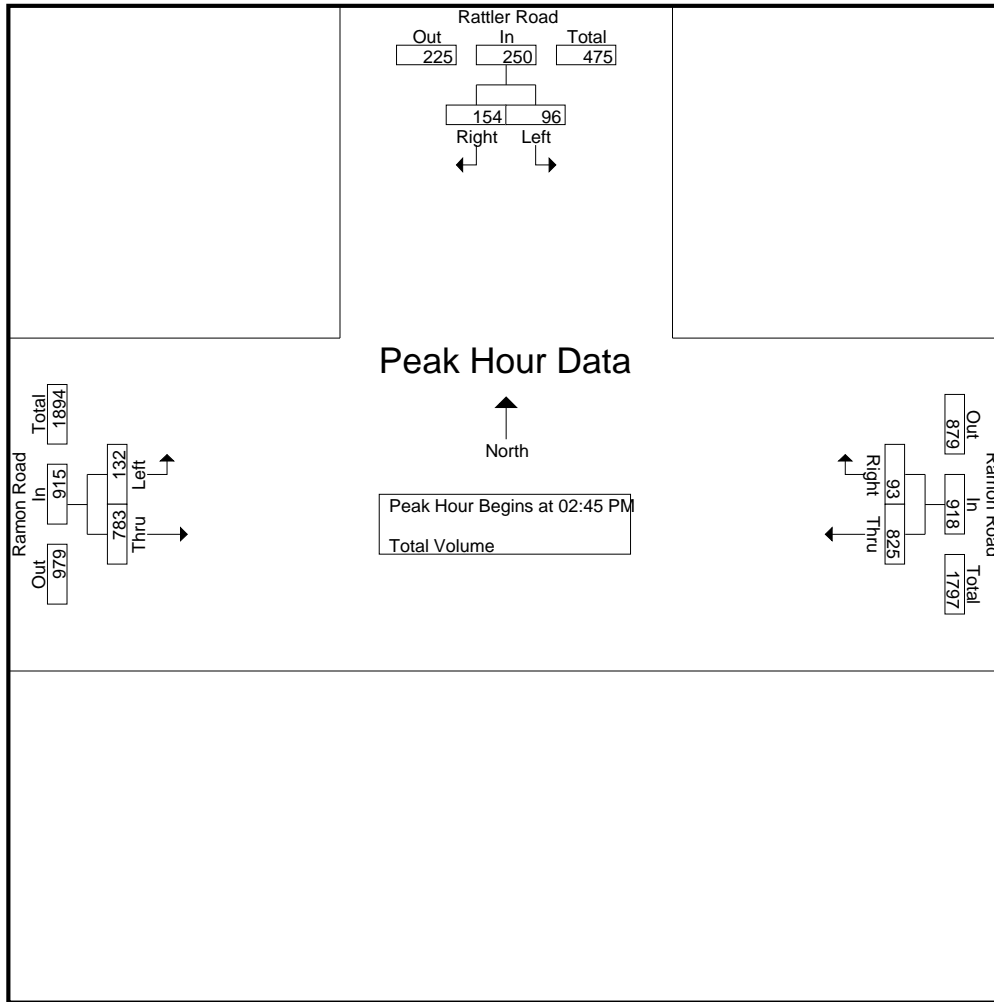 Rattler Road
Out In Total
225 250 475
154 96
Right Left
Peak Hour Data
North
Peak Hour Begins at 02:45 PM
Total Volume
Ramon Road
Total In Out
1894 915 979
132 783
Left Thru
Ramon Road
Out In Total
879 918 1797
93 825
Right Thru